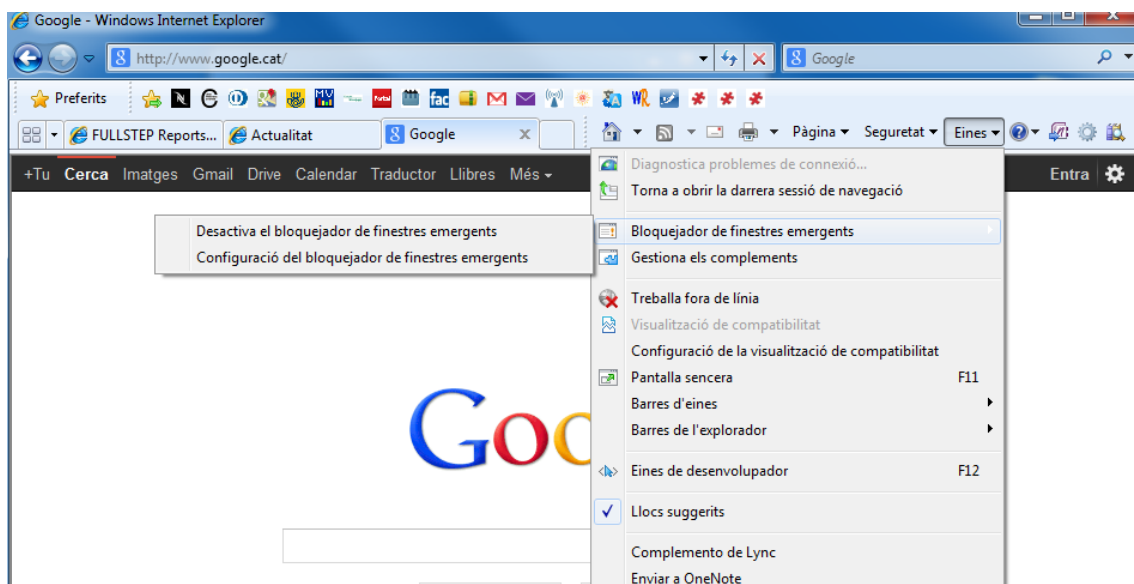 Google - Windows Internet Explorer
http://www.google.cat/
Google
Preferits
FULLSTEP Reports...
Actualitat
Google
Pàgina
Seguretat
Eines
+Tu Cerca Imatges Gmail Drive Calendar Traductor Llibres Més
Entra
Diagnostica problemes de connexió...
Torna a obrir la darrera sessió de navegació
Bloquejador de finestres emergents
Desactiva el bloquejador de finestres emergents
Configuració del bloquejador de finestres emergents
Gestiona els complements
Treballa fora de línia
Visualització de compatibilitat
Configuració de la visualització de compatibilitat
Pantalla sencera F11
Barres d'eines
Barres de l'explorador
Eines de desenvolupador F12
Llocs suggerits
Complemento de Lync
Enviar a OneNote
Goo